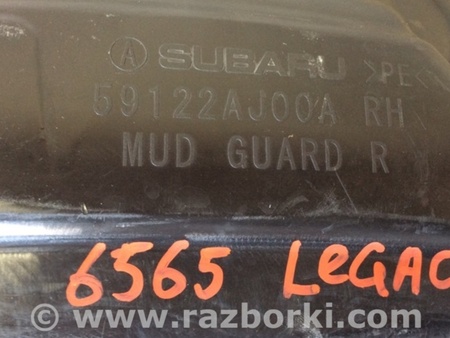 Ⓐ SUBARU >PE<
59122AJ00A RH
MUD GUARD R
6565 LEGAC
© www.razborki.com